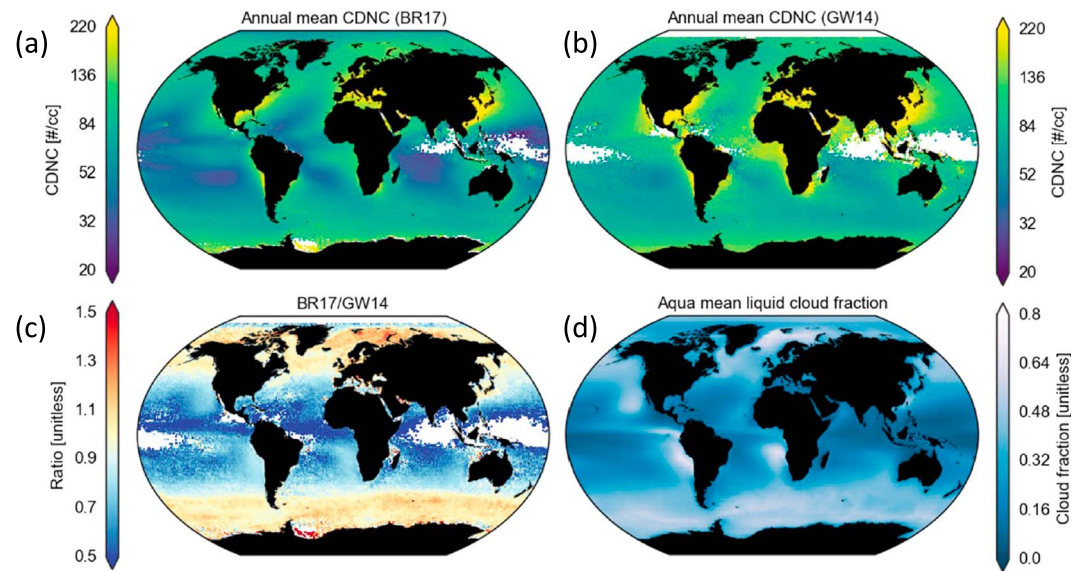 Annual mean CDNC (BR17)
(a)
220
136
84
52
32
20
CDNC [#/cc]
Annual mean CDNC (GW14)
(b)
220
136
84
52
32
20
CDNC [#/cc]
BR17/GW14
(c)
1.5
1.3
1.1
0.9
0.7
0.5
Ratio [unitless]
Aqua mean liquid cloud fraction
(d)
0.8
0.64
0.48
0.32
0.16
0.0
Cloud fraction [unitless]